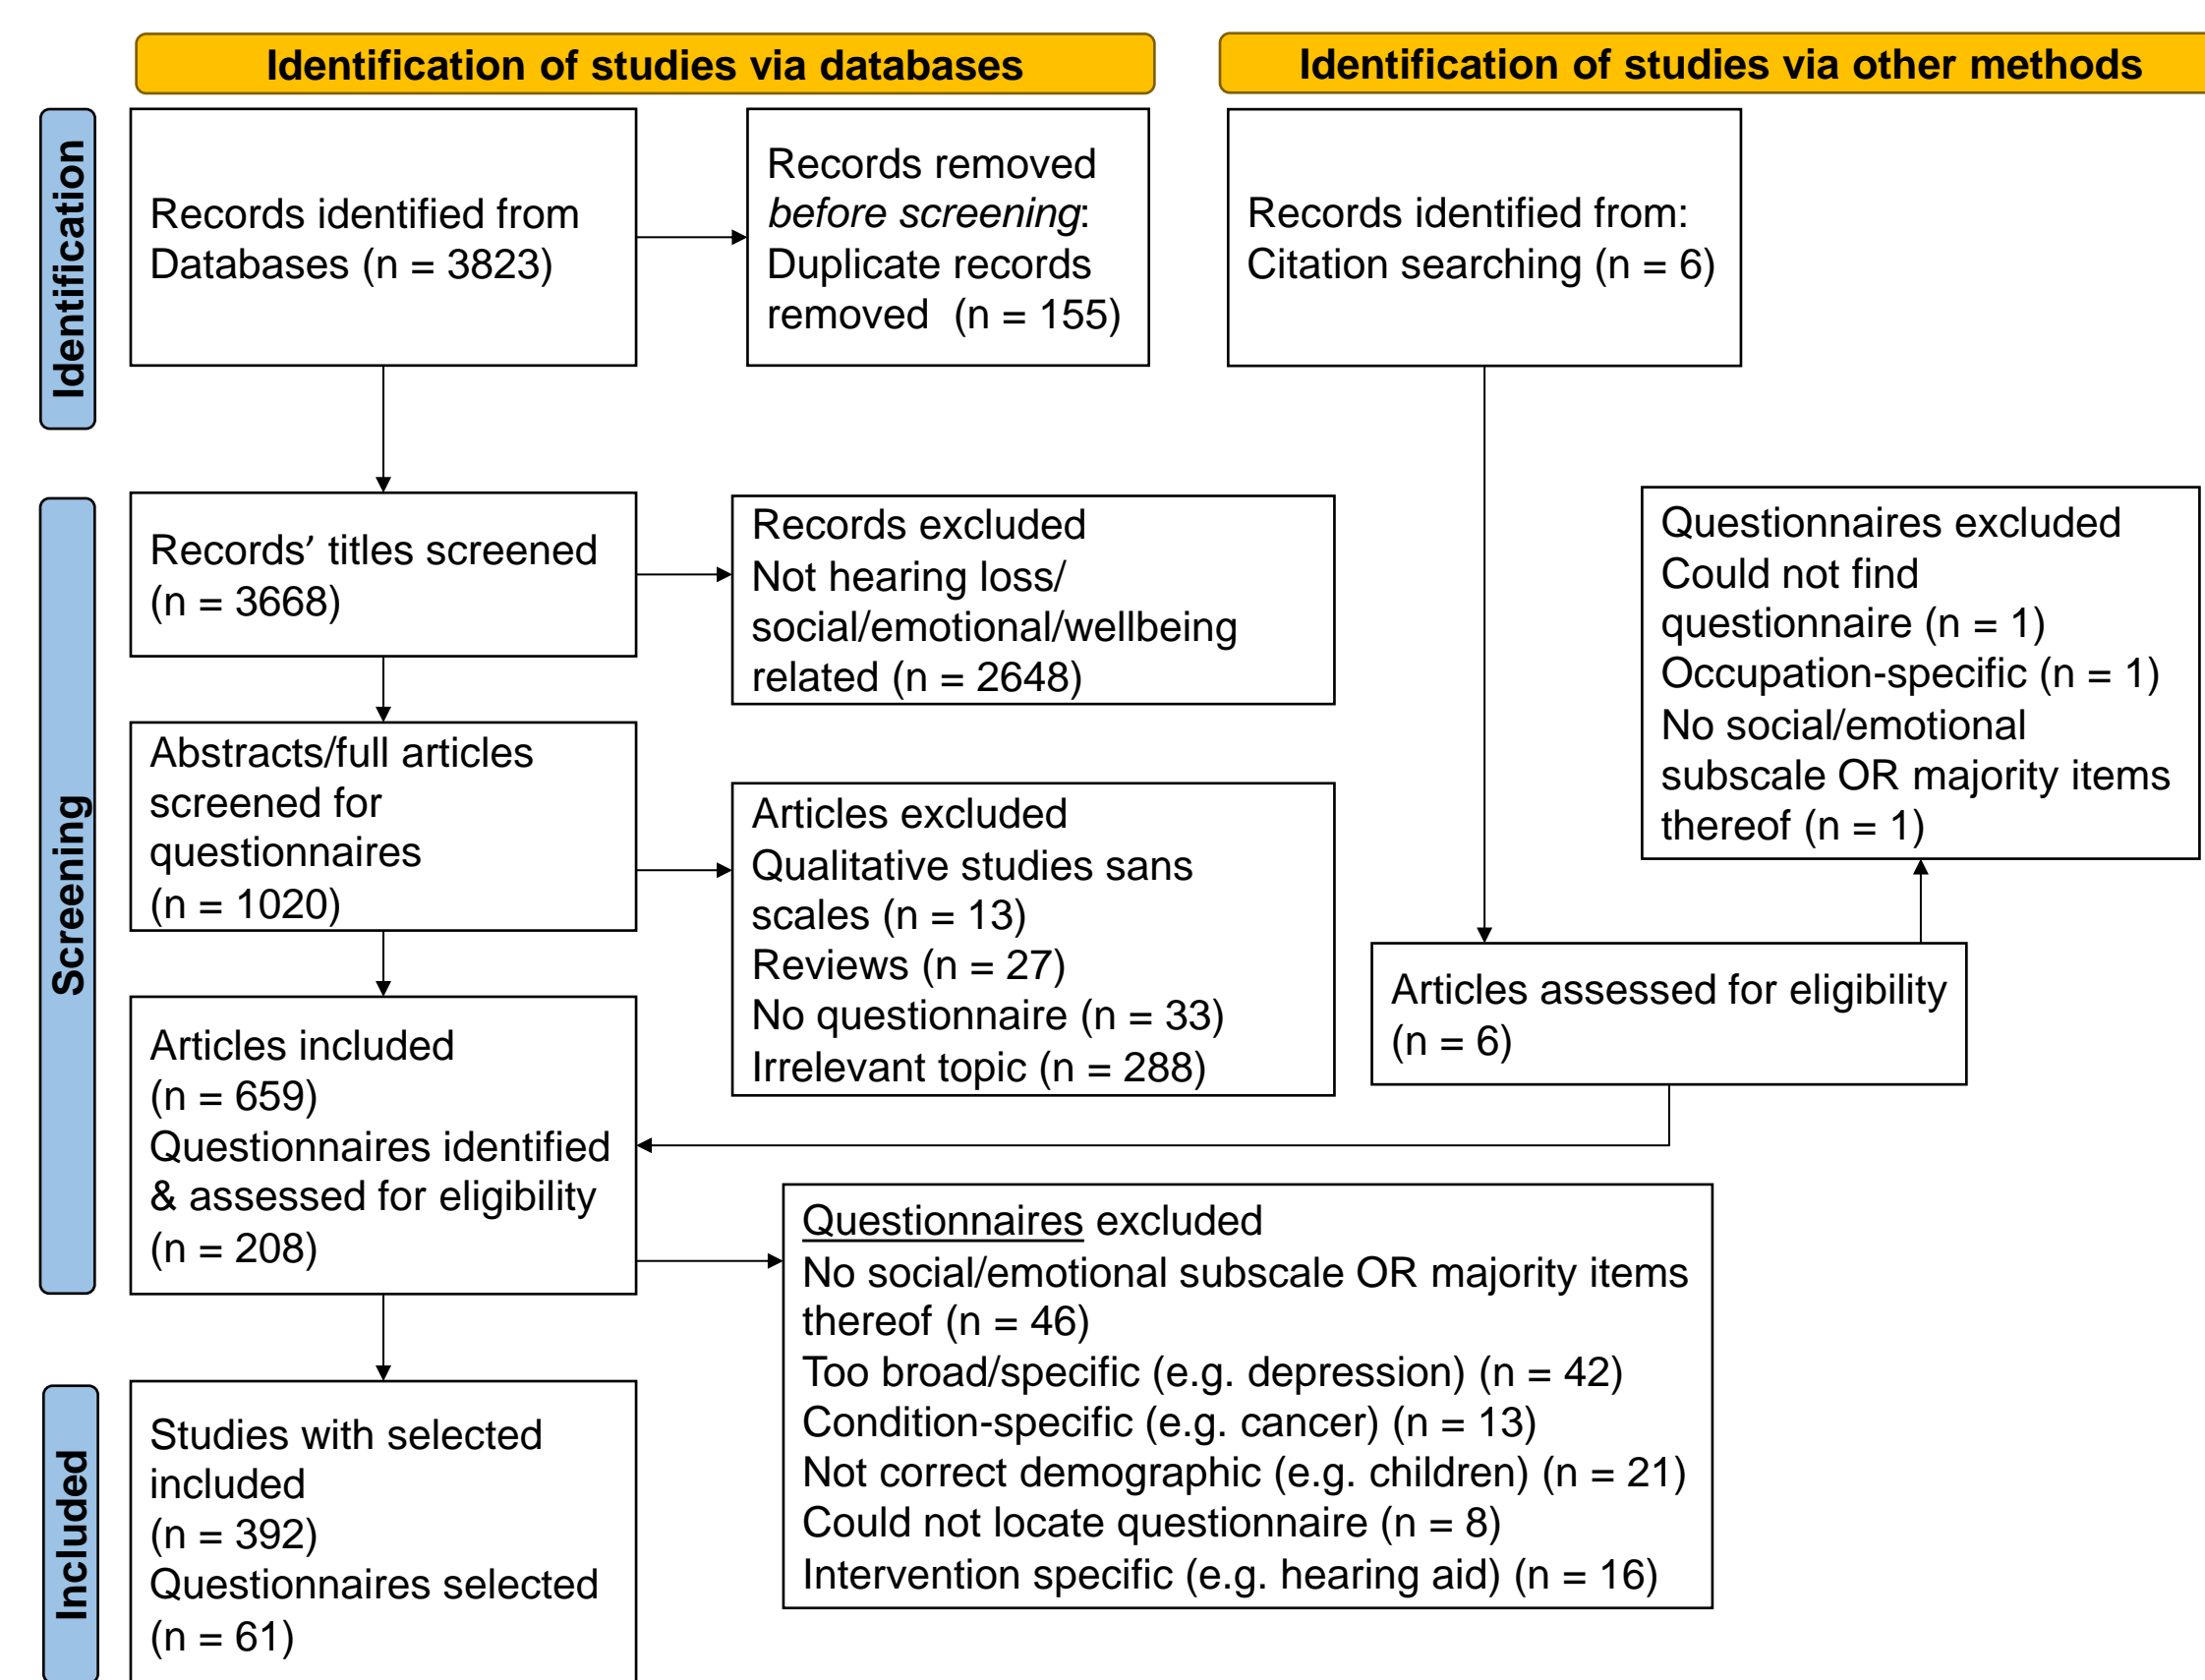 Identification of studies via databases
Identification of studies via other methods
Identification
Records identified from
Databases (n = 3823)
Records removed
before screening:
Duplicate records
removed  (n = 155)
Records identified from:
Citation searching (n = 6)
Screening
Records’ titles screened
(n = 3668)
Records excluded
Not hearing loss/
social/emotional/wellbeing
related (n = 2648)
Questionnaires excluded
Could not find
questionnaire (n = 1)
Occupation-specific (n = 1)
No social/emotional
subscale OR majority items
thereof (n = 1)
Abstracts/full articles
screened for
questionnaires
(n = 1020)
Articles excluded
Qualitative studies sans
scales (n = 13)
Reviews (n = 27)
No questionnaire (n = 33)
Irrelevant topic (n = 288)
Articles assessed for eligibility
(n = 6)
Articles included
(n = 659)
Questionnaires identified
& assessed for eligibility
(n = 208)
Questionnaires excluded
No social/emotional subscale OR majority items
thereof (n = 46)
Too broad/specific (e.g. depression) (n = 42)
Condition-specific (e.g. cancer) (n = 13)
Not correct demographic (e.g. children) (n = 21)
Could not locate questionnaire (n = 8)
Intervention specific (e.g. hearing aid) (n = 16)
Included
Studies with selected
included
(n = 392)
Questionnaires selected
(n = 61)